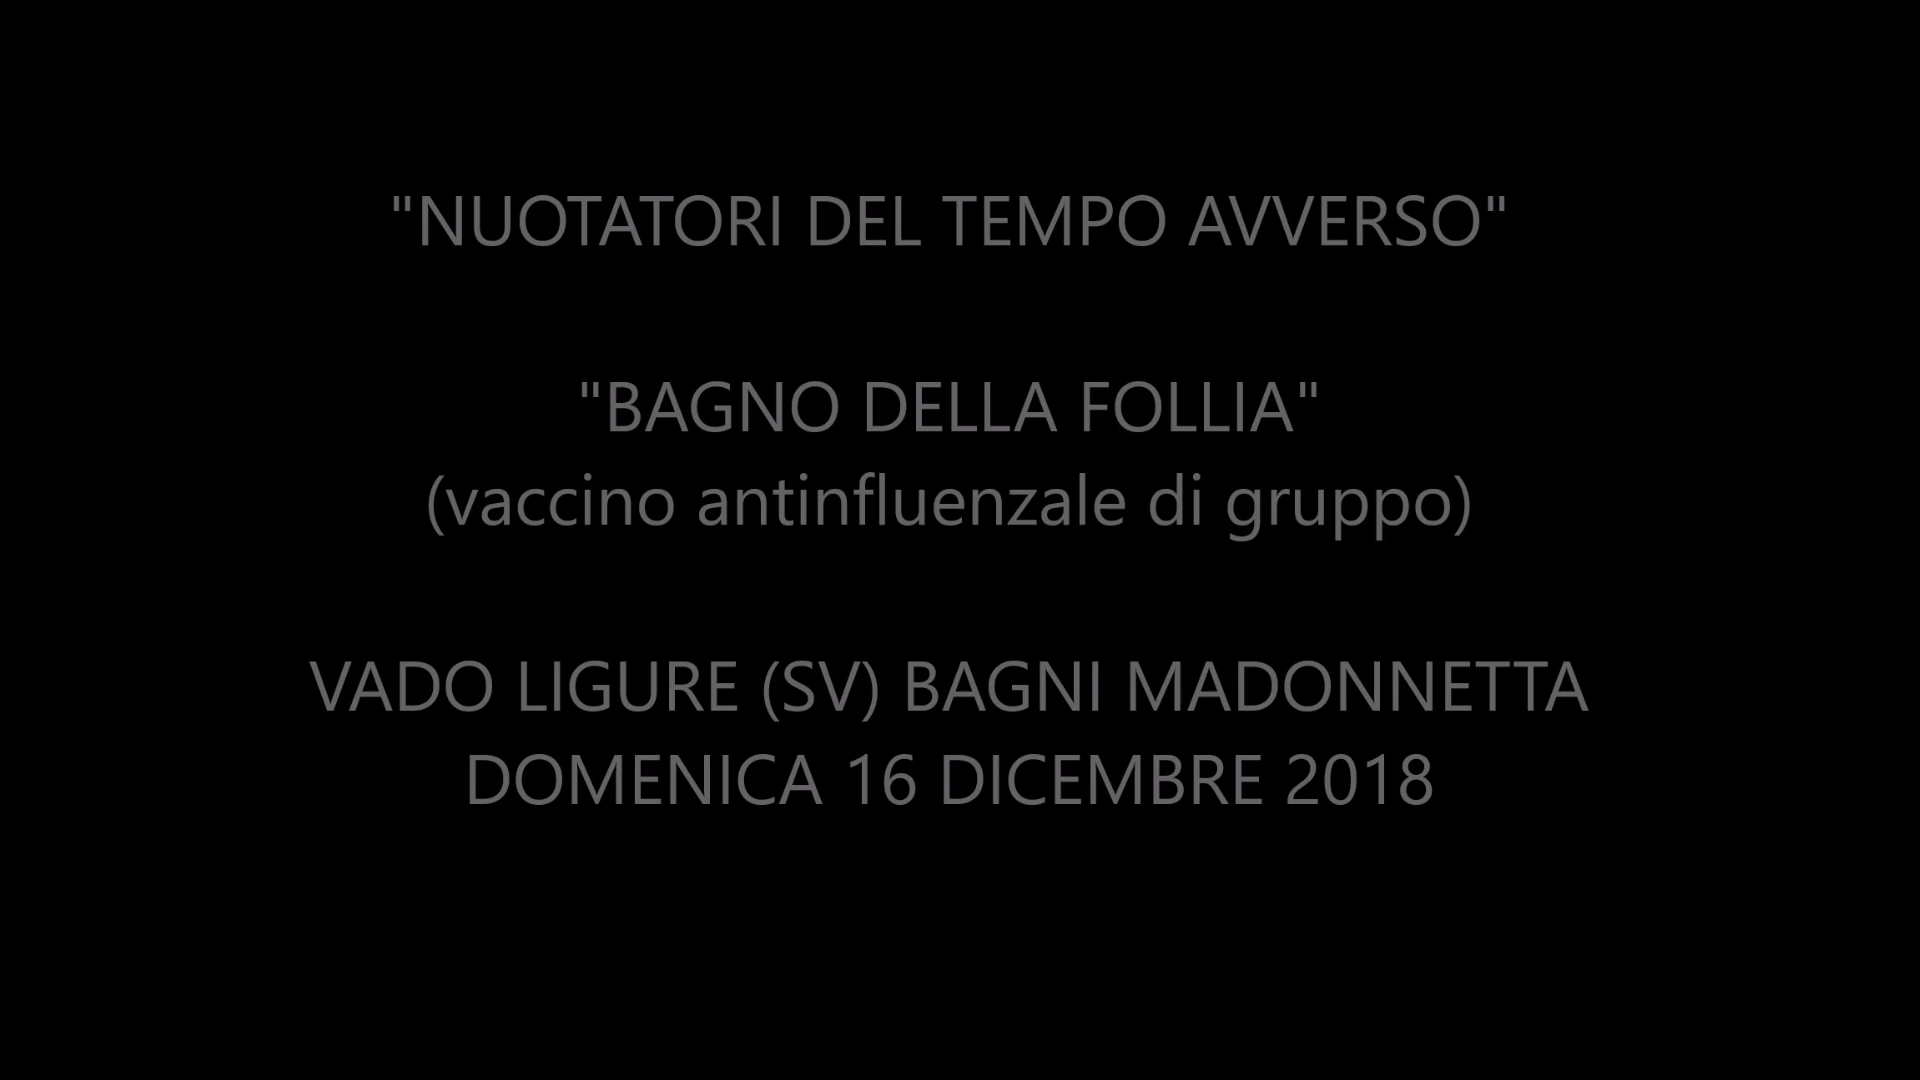 "NUOTATORI DEL TEMPO AVVERSO"
"BAGNO DELLA FOLLIA"
(vaccino antinfluenzale di gruppo)
VADO LIGURE (SV) BAGNI MADONNETTA
DOMENICA 16 DICEMBRE 2018